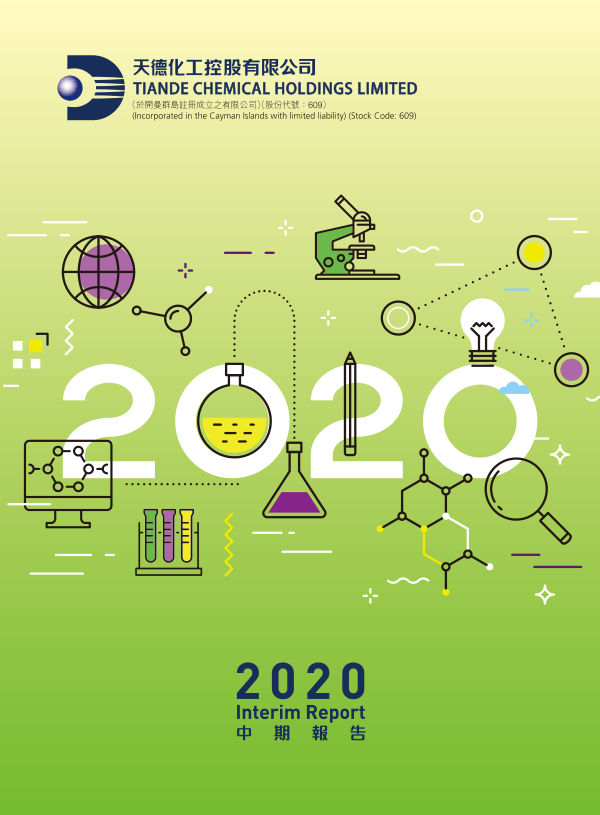 天德化工控股有限公司
TIANDE CHEMICAL HOLDINGS LIMITED
(於開曼群島註冊成立之有限公司) (股份代號：609)
(Incorporated in the Cayman Islands with limited liability) (Stock Code: 609)
2020
2020
Interim Report
中期報告